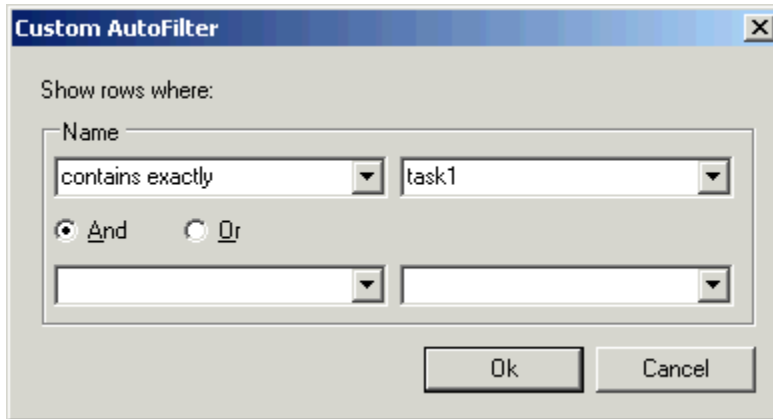 Custom AutoFilter
Show rows where:
Name
contains exactly task1
And Or
Ok Cancel